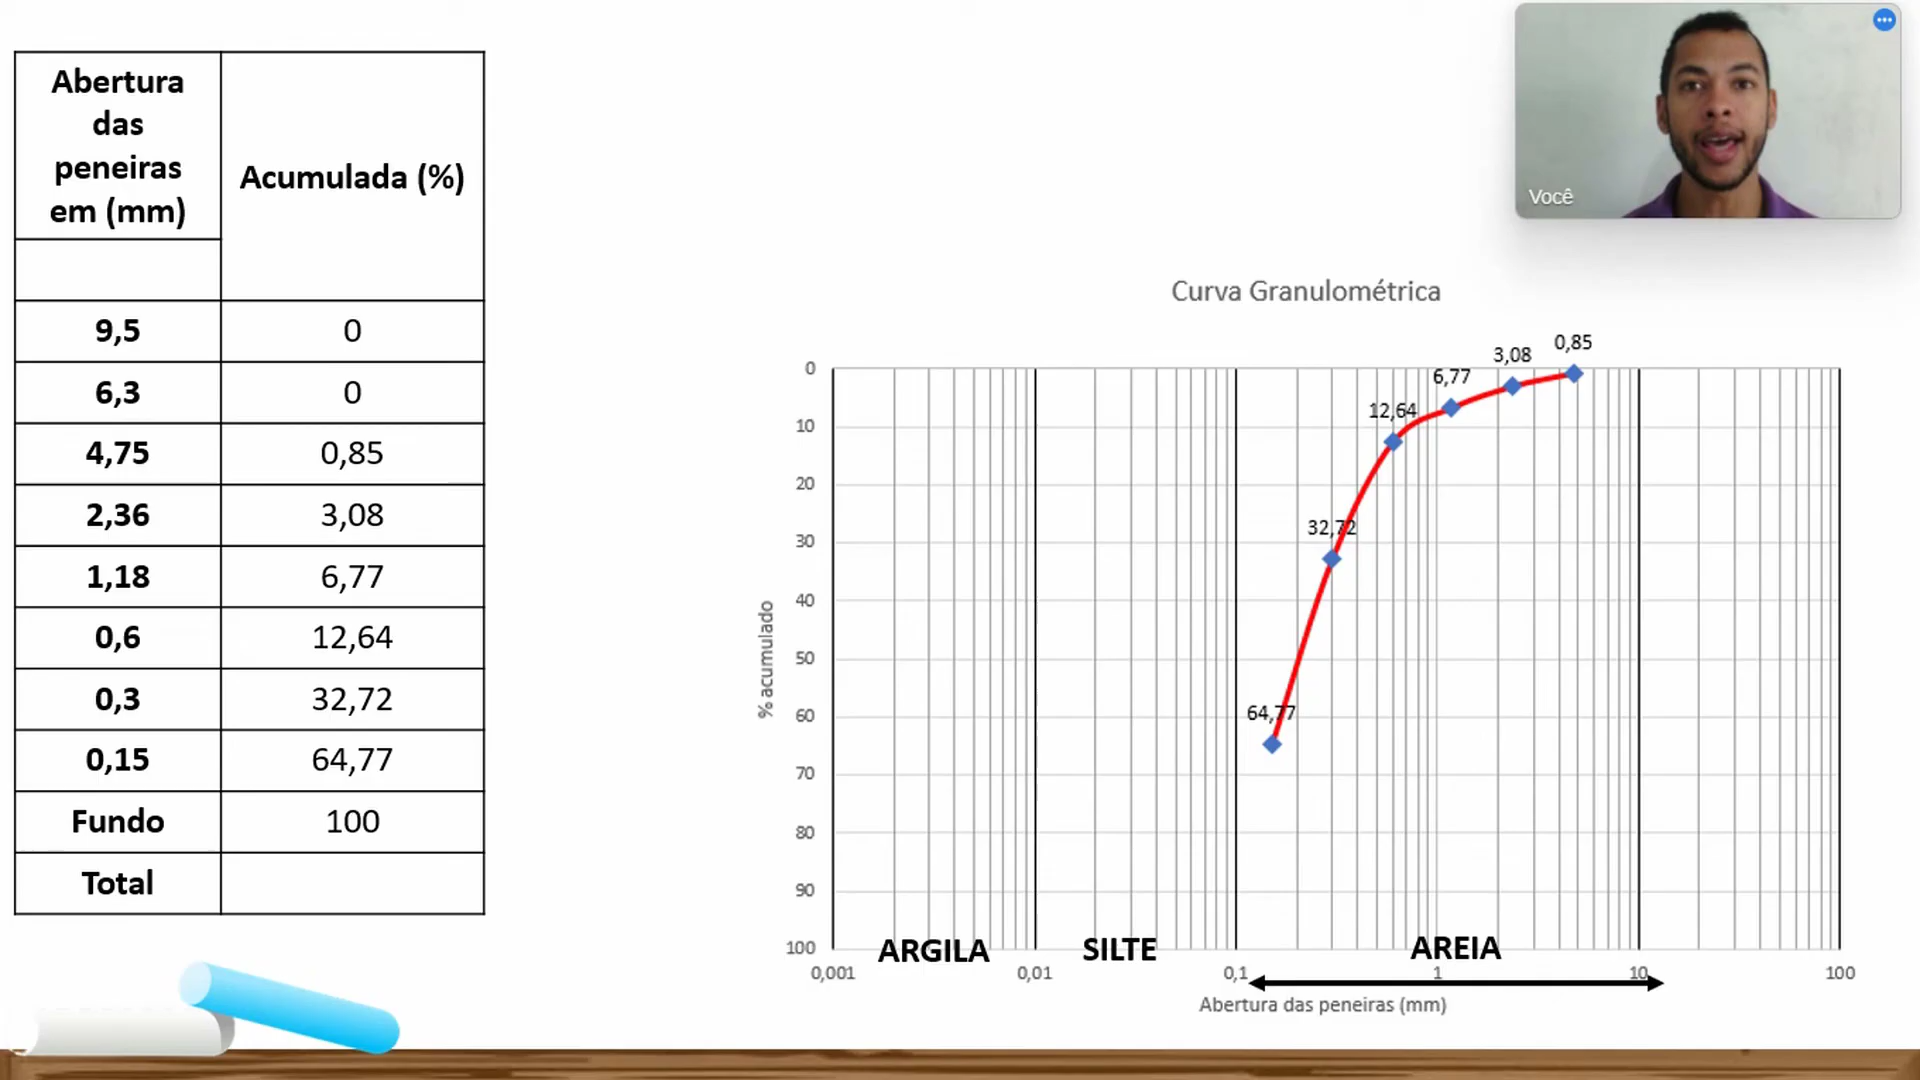 Abertura
das
peneiras
em (mm)
Acumulada (%)
9,5 0
6,3 0
4,75 0,85
2,36 3,08
1,18 6,77
0,6 12,64
0,3 32,72
0,15 64,77
Fundo 100
Total
Você
Curva Granulométrica
0,85
3,08
6,77
12,64
32,72
64,77
0
10
20
30
40
50
60
70
80
90
100
% acumulado
ARGILA SILTE AREIA
0,001 0,01 0,1 1 10 100
Abertura das peneiras (mm)